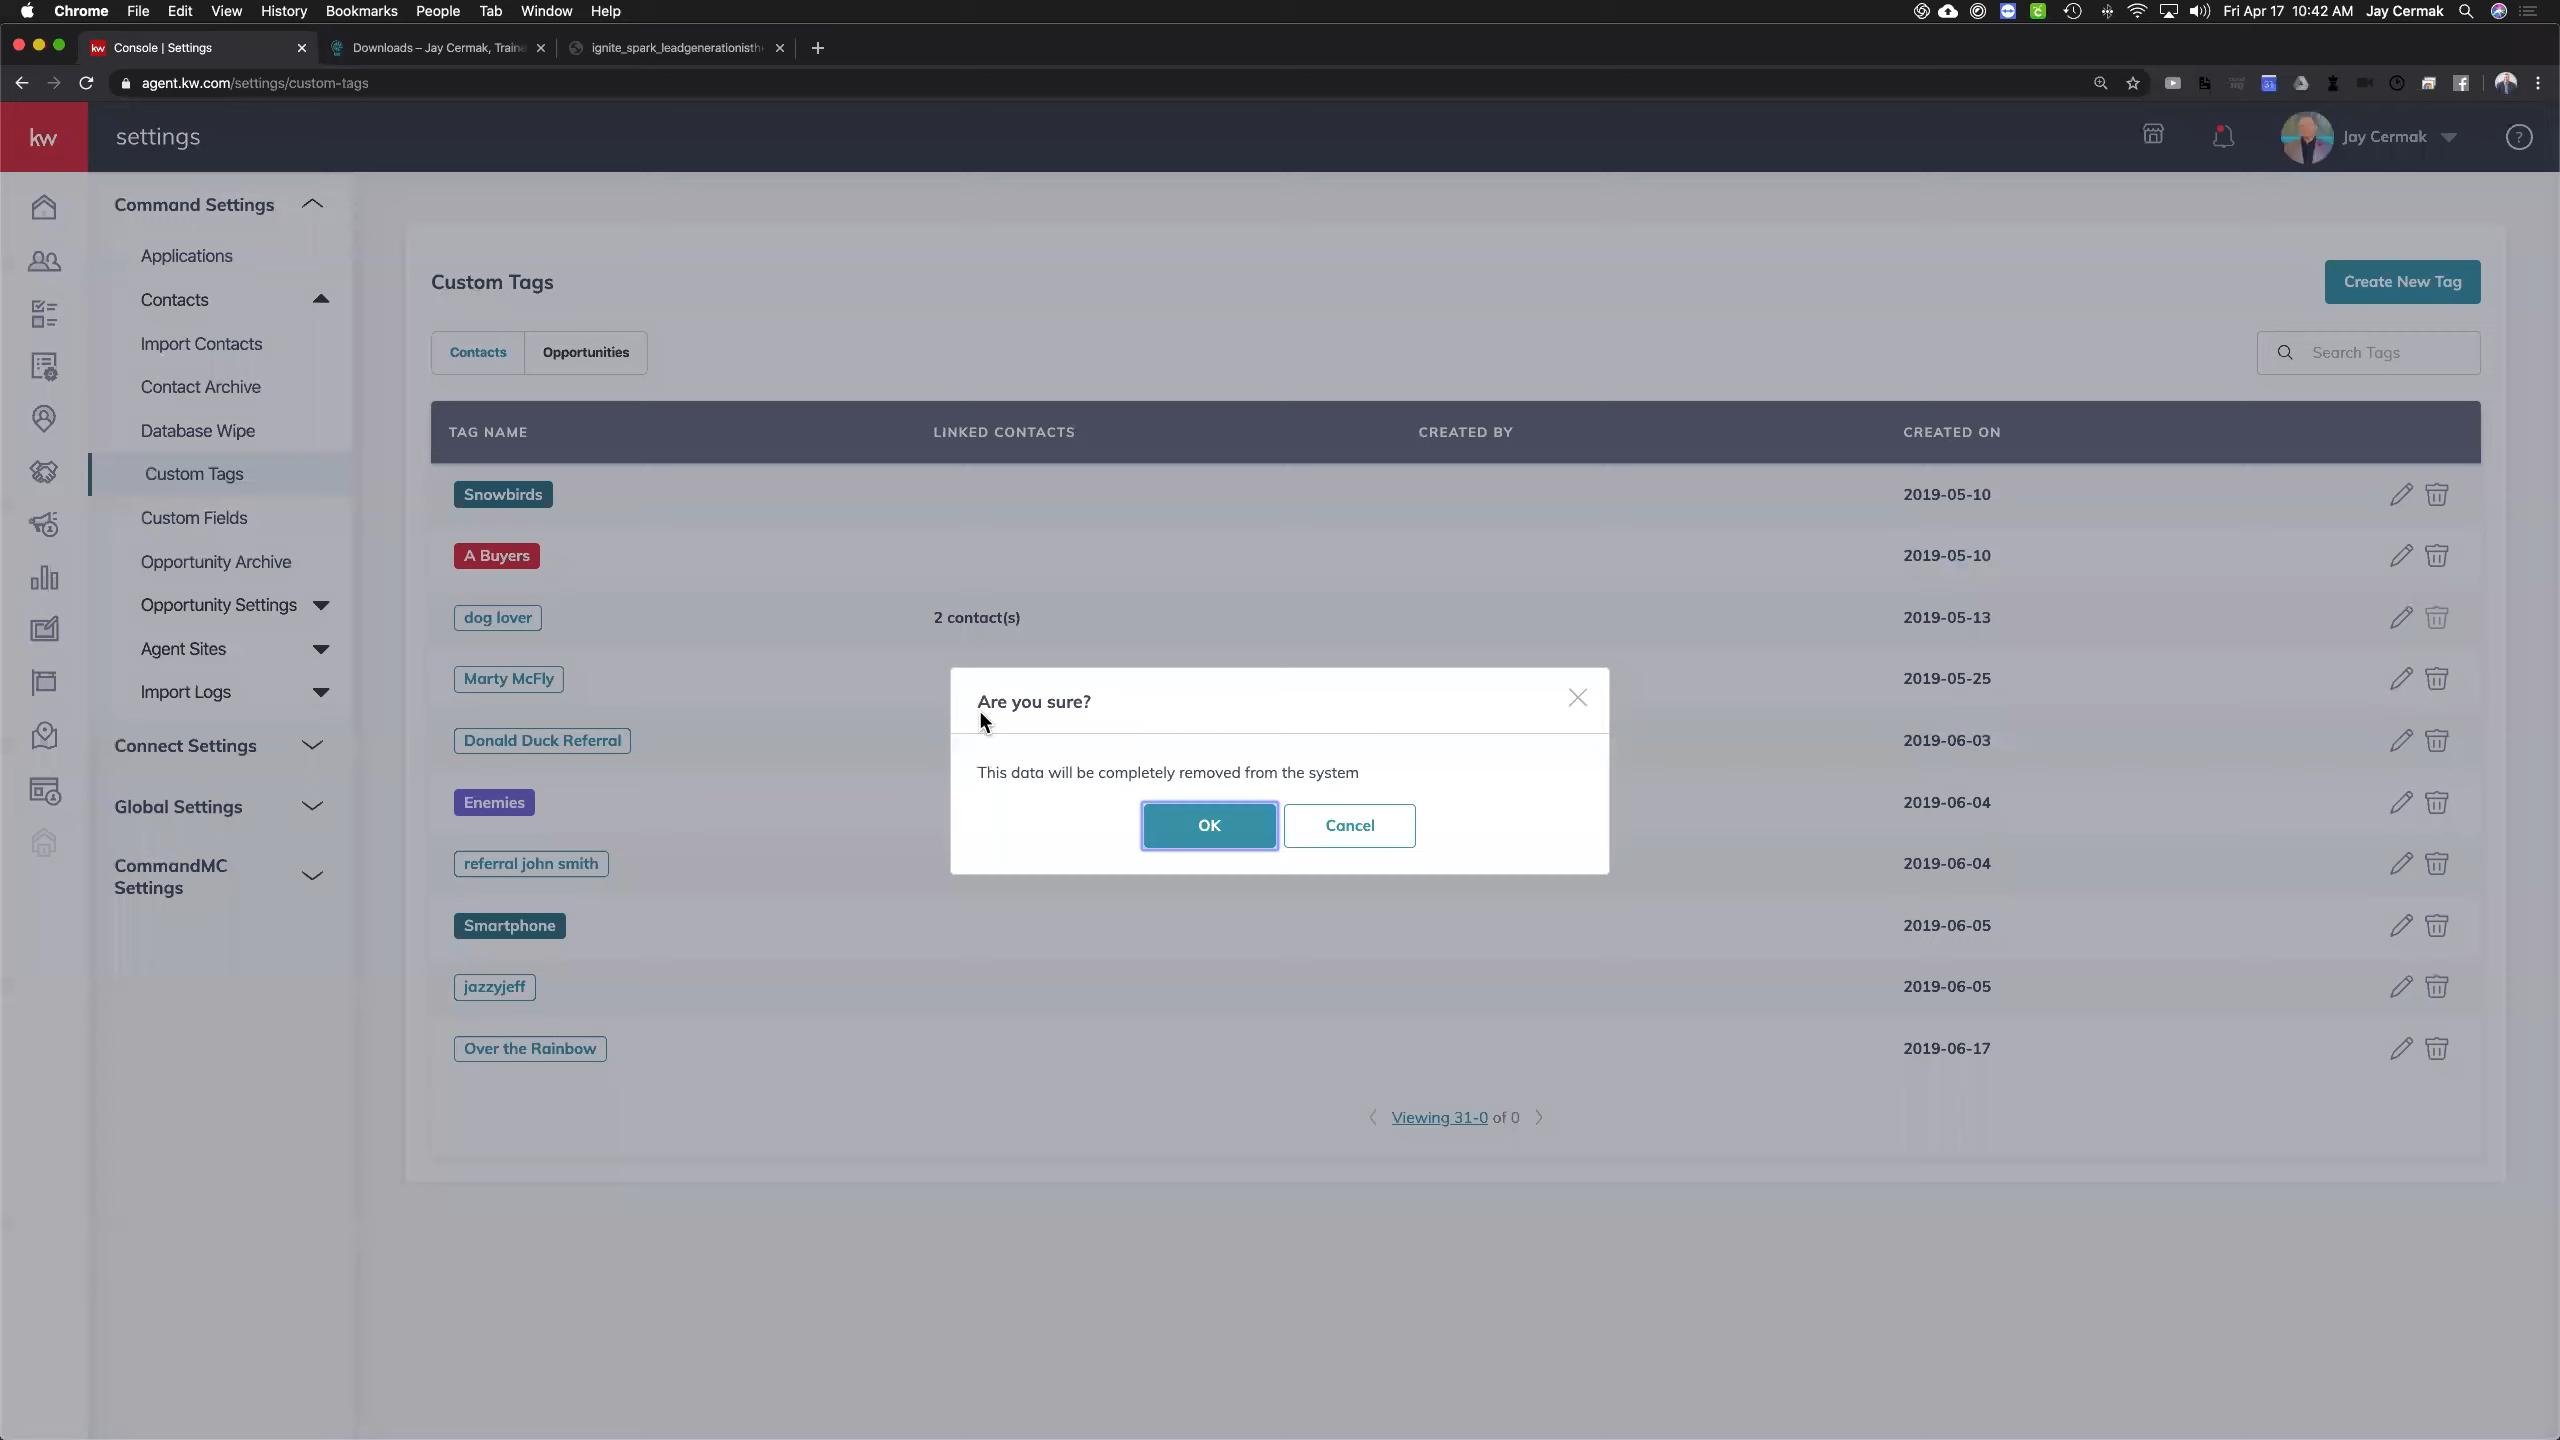 Chrome File Edit View History Bookmarks People Tab Window Help
Fri Apr 17 10:42 AM Jay Cermak
Console | Settings
Downloads – Jay Cermak, Traine
ignite_spark_leadgenerationisth
agent.kw.com/settings/custom-tags
kw settings
Jay Cermak
Command Settings
Applications
Contacts
Import Contacts
Contact Archive
Database Wipe
Custom Tags
Custom Fields
Opportunity Archive
Opportunity Settings
Agent Sites
Import Logs
Connect Settings
Global Settings
CommandMC
Settings
Custom Tags
Create New Tag
Contacts Opportunities
Search Tags
TAG NAME LINKED CONTACTS CREATED BY CREATED ON
Snowbirds 2019-05-10
A Buyers 2019-05-10
dog lover 2 contact(s) 2019-05-13
Marty McFly 2019-05-25
Donald Duck Referral 2019-06-03
Enemies 2019-06-04
referral john smith 2019-06-04
Smartphone 2019-06-05
jazzyjeff 2019-06-05
Over the Rainbow 2019-06-17
Viewing 31-0 of 0
Are you sure?
This data will be completely removed from the system
OK Cancel